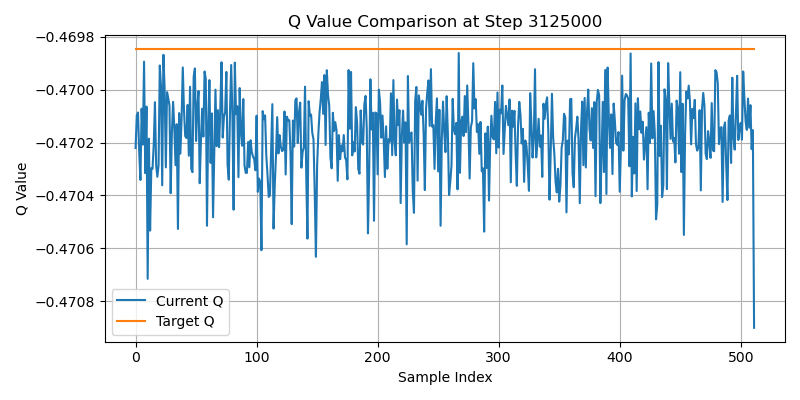 Q Value Comparison at Step 3125000
Q Value
−0.4698
−0.4700
−0.4702
−0.4704
−0.4706
−0.4708
Current Q
Target Q
0 100 200 300 400 500
Sample Index